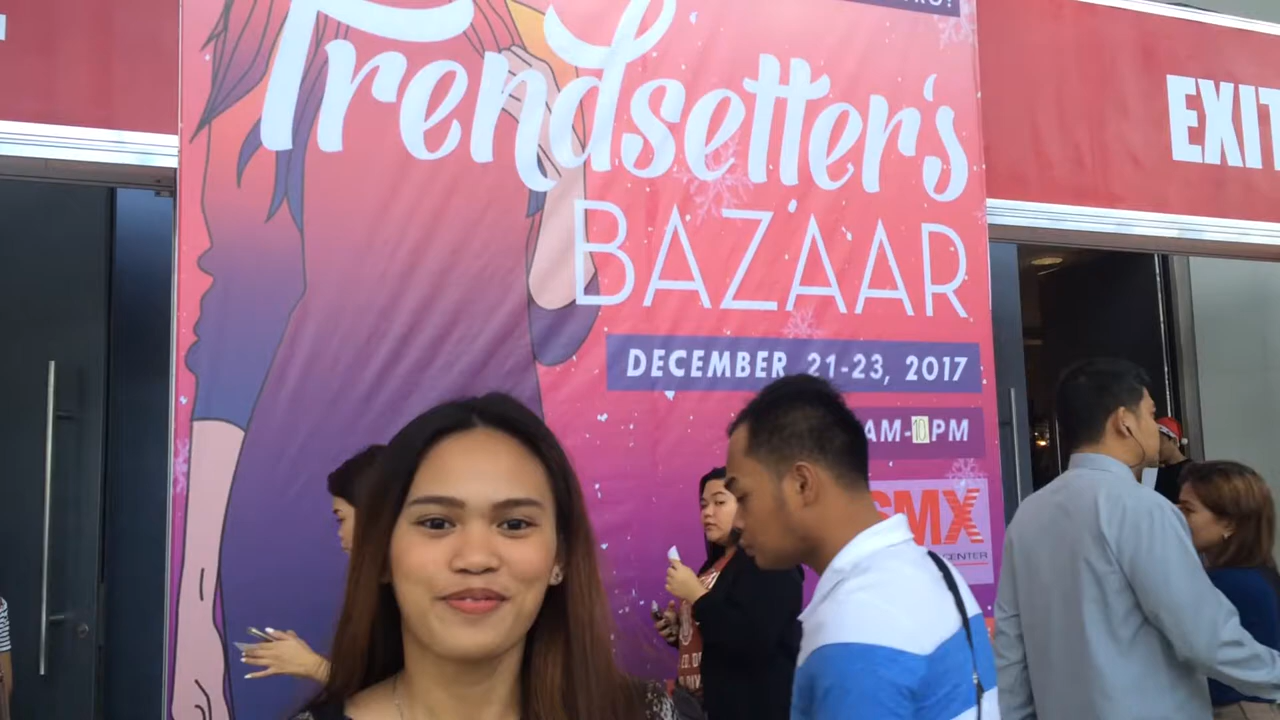 Trendsetter's
BAZAAR
DECEMBER 21-23, 2017
AM-10PM
SMX
CENTER
EXIT